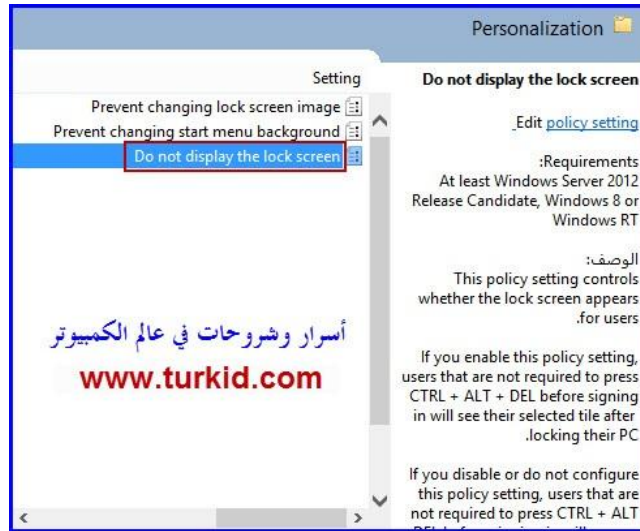 Personalization
Setting
Prevent changing lock screen image
Prevent changing start menu background
Do not display the lock screen
أسرار وشروحات في عالم الكمبيوتر
www.turkid.com
Do not display the lock screen
Edit policy setting
Requirements:
At least Windows Server 2012
Release Candidate, Windows 8 or
Windows RT
الوصف:
This policy setting controls
whether the lock screen appears
for users.
If you enable this policy setting,
users that are not required to press
CTRL + ALT + DEL before signing
in will see their selected tile after
locking their PC.
If you disable or do not configure
this policy setting, users that are
not required to press CTRL + ALT